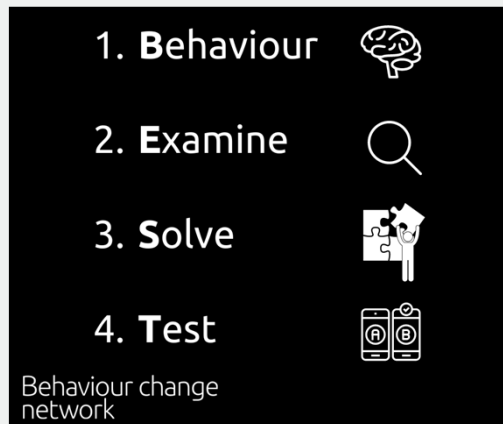 1. Behaviour
2. Examine
3. Solve
4. Test
A B
Behaviour change
network